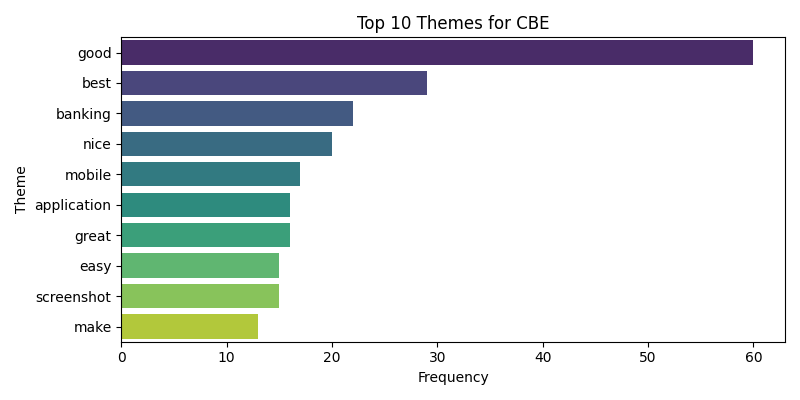 Top 10 Themes for CBE
Theme
good
best
banking
nice
mobile
application
great
easy
screenshot
make
0 10 20 30 40 50 60
Frequency